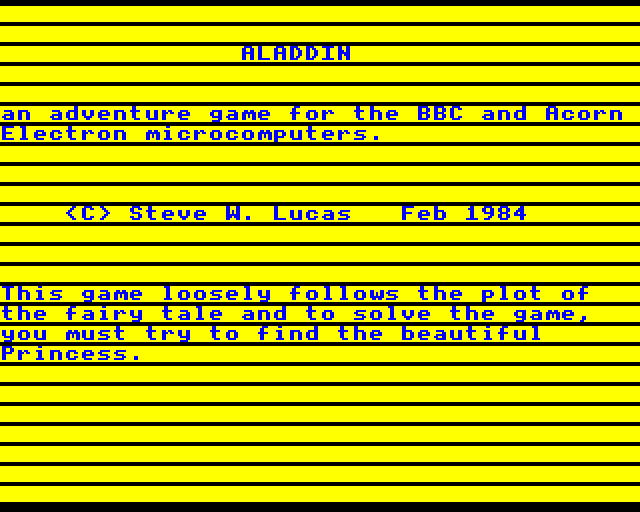 ALADDIN
an adventure game for the BBC and Acorn
Electron microcomputers.
<C> Steve W. Lucas   Feb 1984
This game loosely follows the plot of
the fairy tale and to solve the game,
you must try to find the beautiful
Princess.